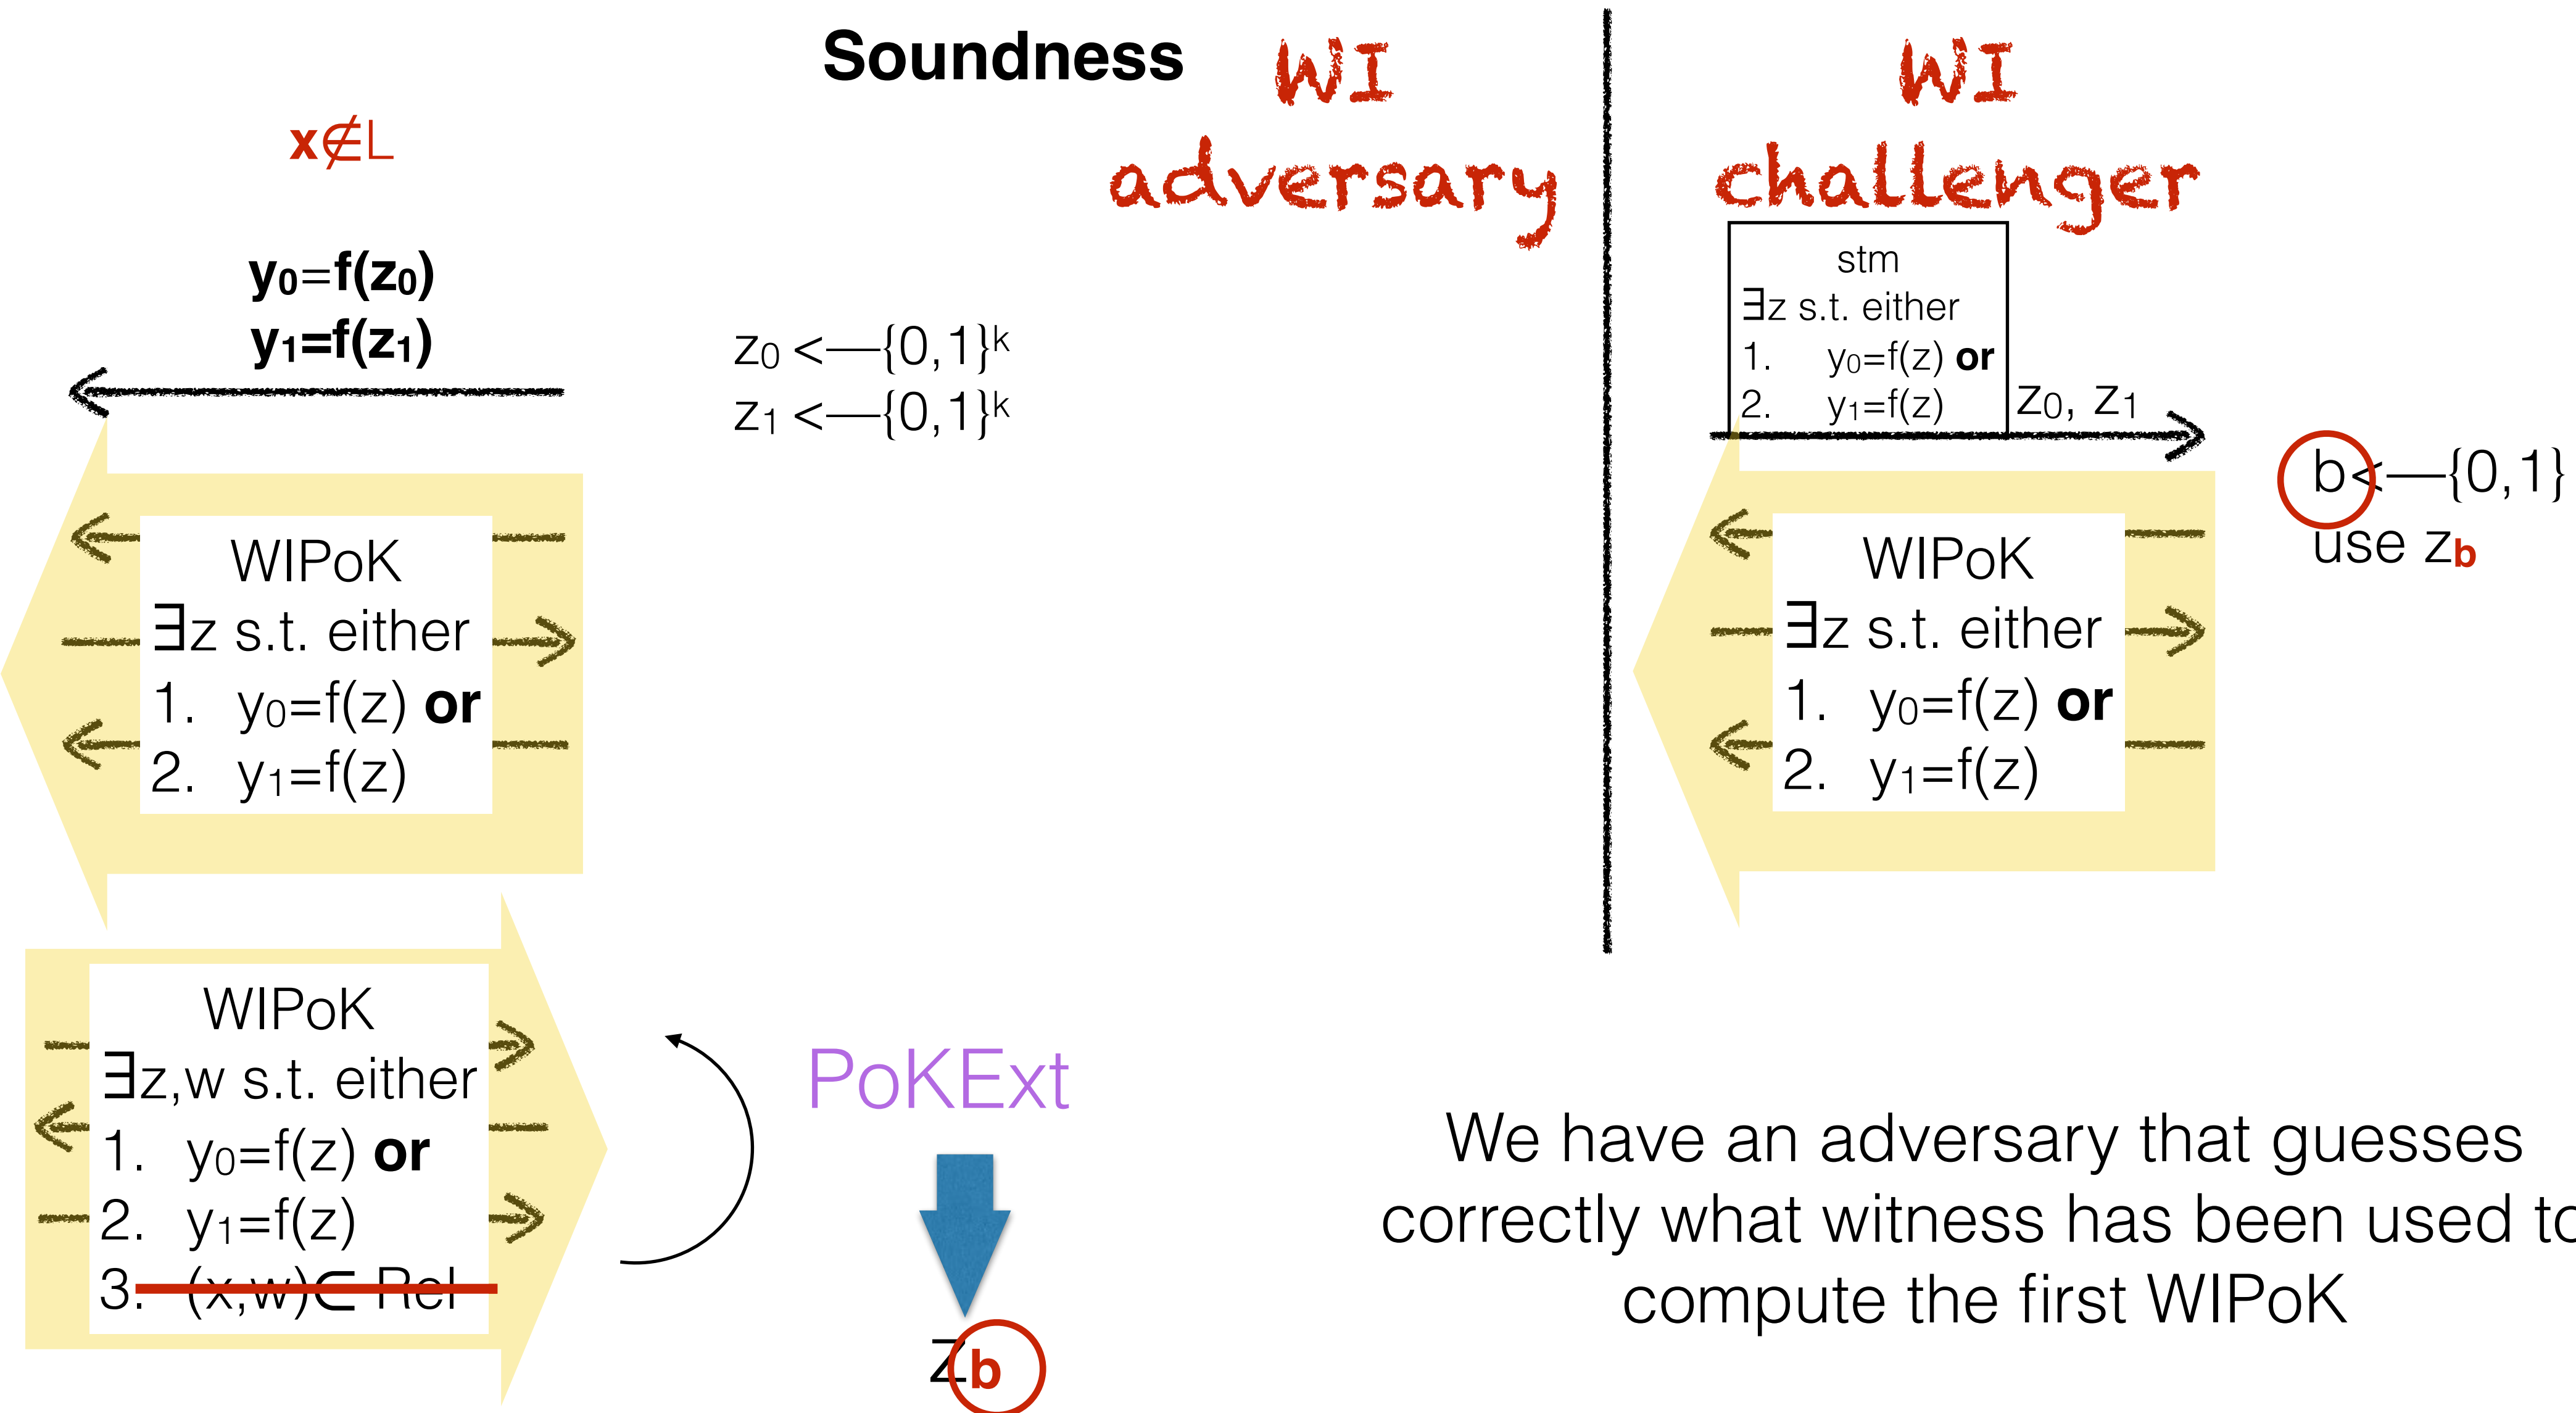 Soundness
WI
adversary
WI
challenger
x∉L
y₀=f(z₀)
y₁=f(z₁)
z₀ <—{0,1}ᵏ
z₁ <—{0,1}ᵏ
stm
∃z s.t. either
1. y₀=f(z) or
2. y₁=f(z)
z₀, z₁
b<—{0,1}
use z_b
WIPoK
∃z s.t. either
1. y₀=f(z) or
2. y₁=f(z)
WIPoK
∃z s.t. either
1. y₀=f(z) or
2. y₁=f(z)
WIPoK
∃z,w s.t. either
1. y₀=f(z) or
2. y₁=f(z)
3. (x,w)∈ Rel
PoKExt
z_b
We have an adversary that guesses
correctly what witness has been used to
compute the first WIPoK